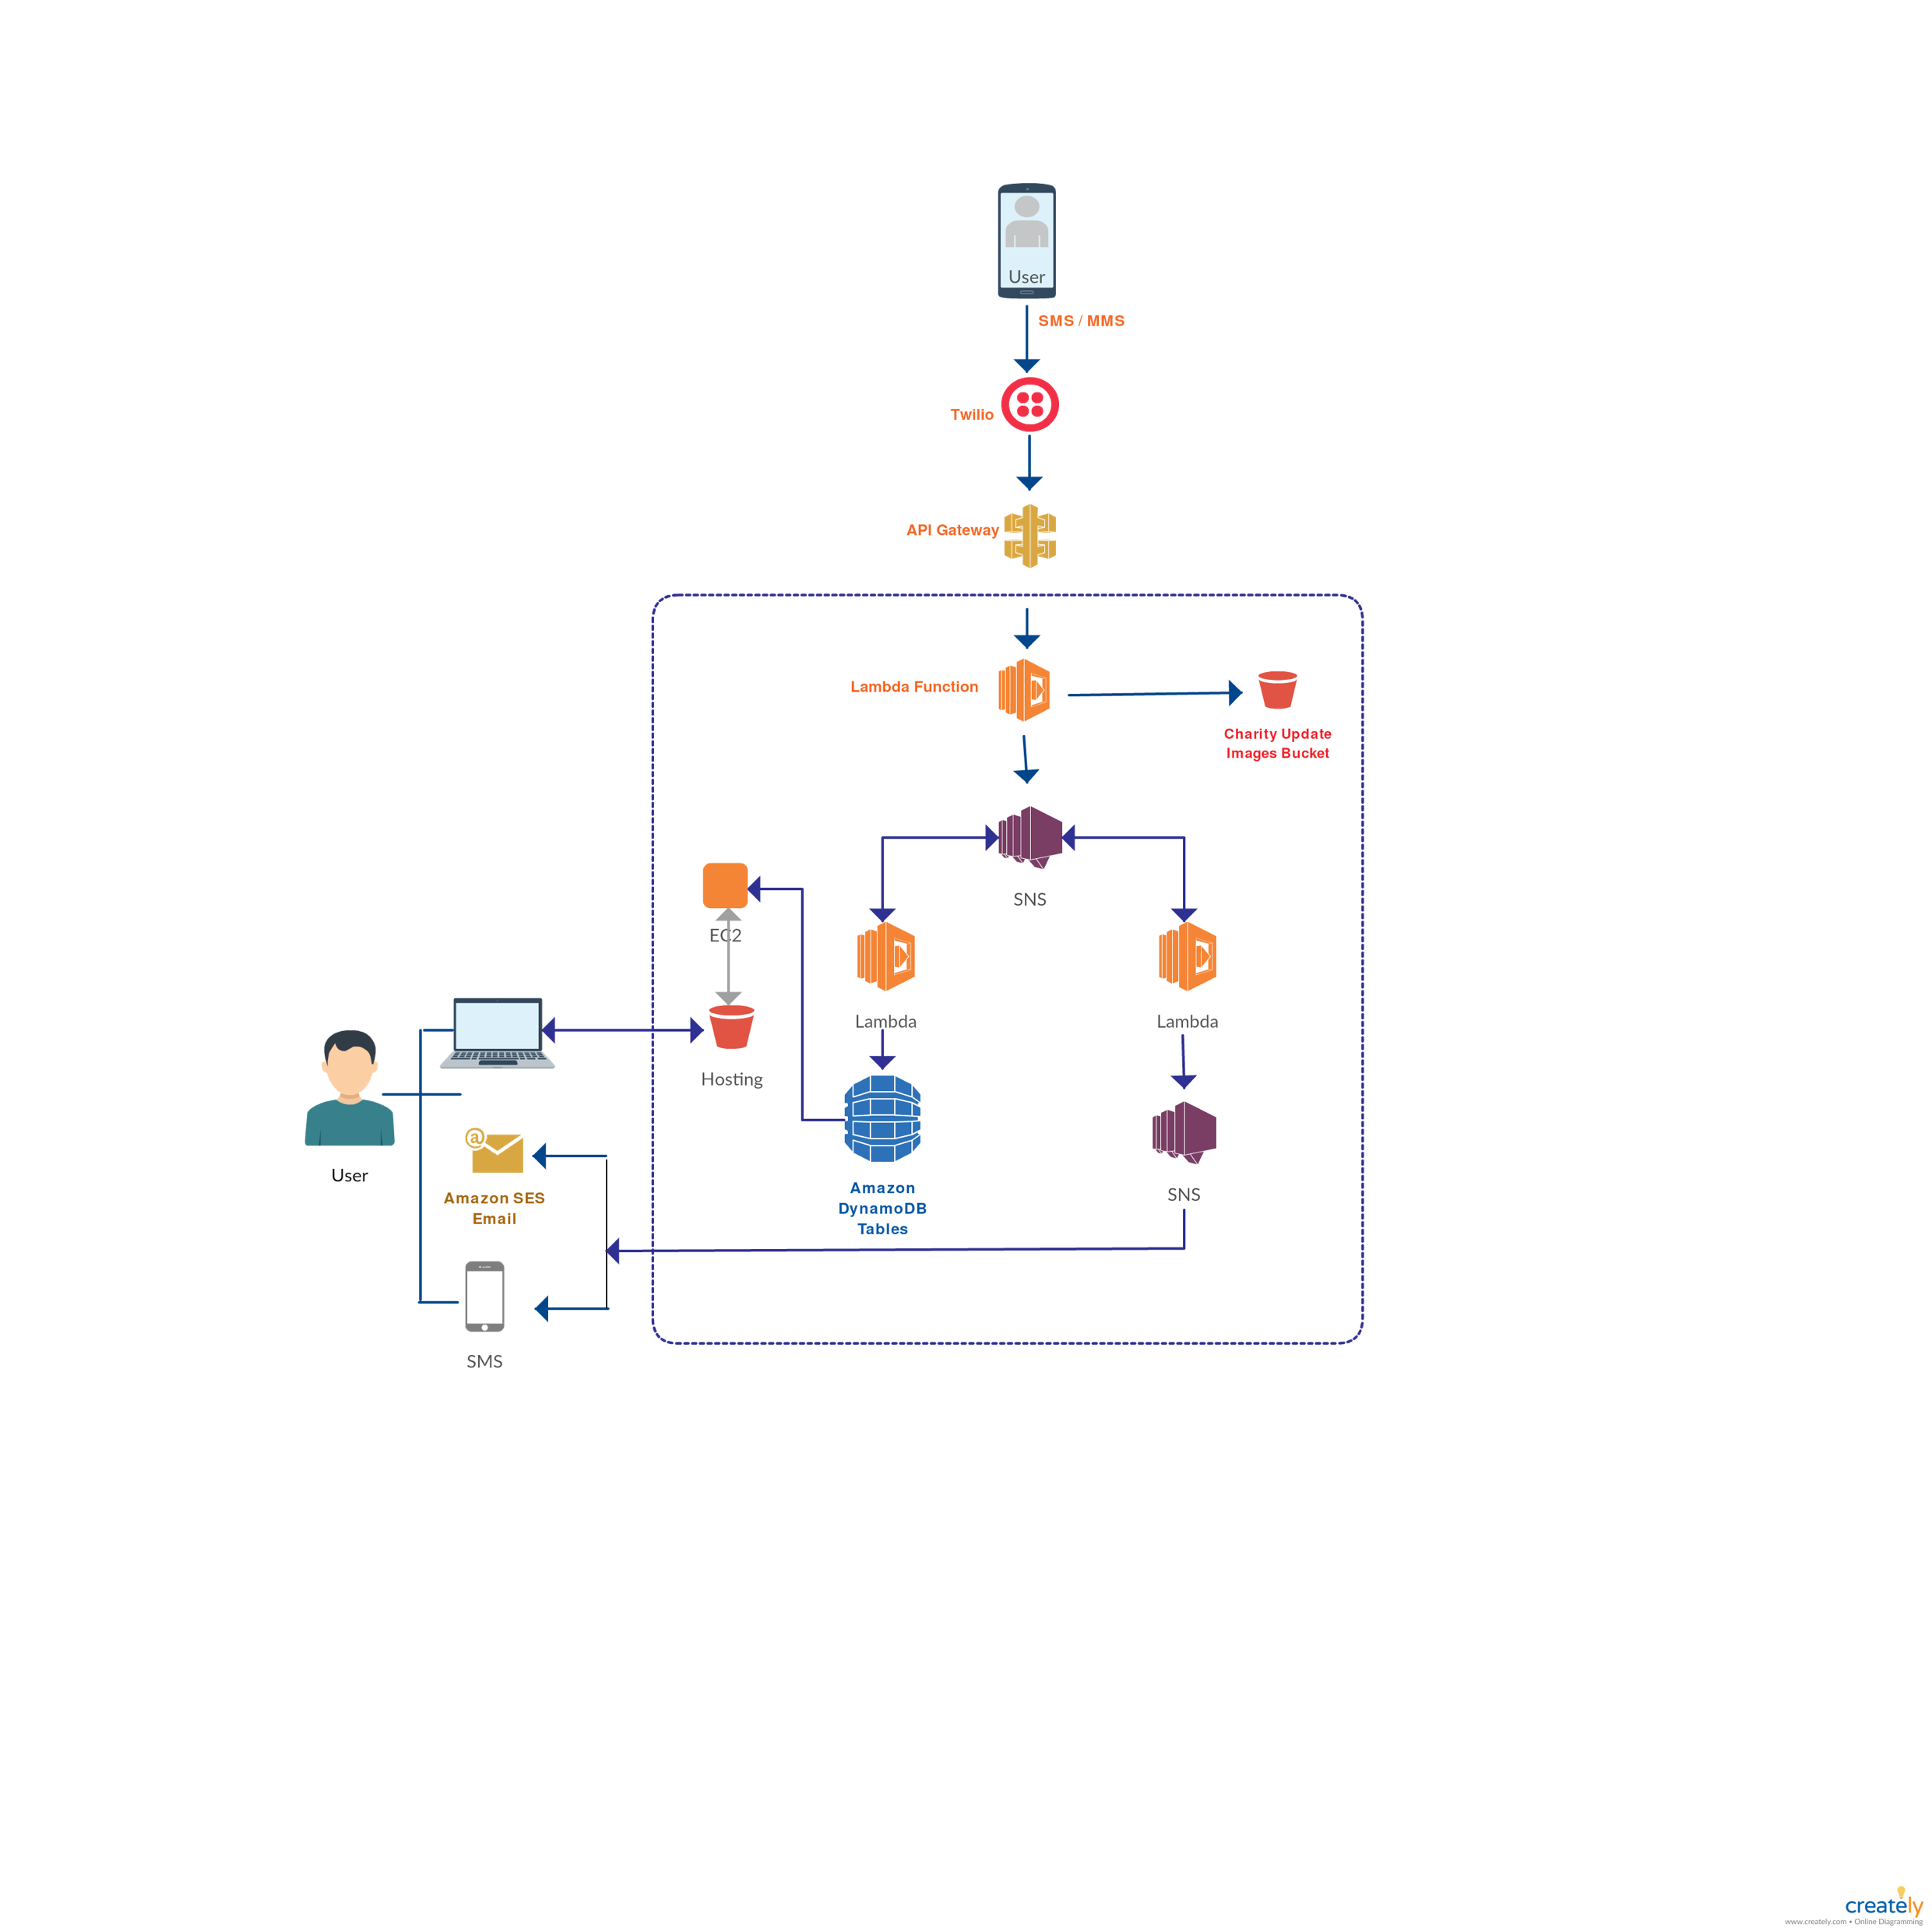 User
SMS / MMS
Twilio
API Gateway
Lambda Function
Charity Update
Images Bucket
SNS
EC2
Lambda
Lambda
Hosting
User
Amazon SES
Email
Amazon
DynamoDB
Tables
SNS
SMS
@
creately
www.creately.com • Online Diagramming